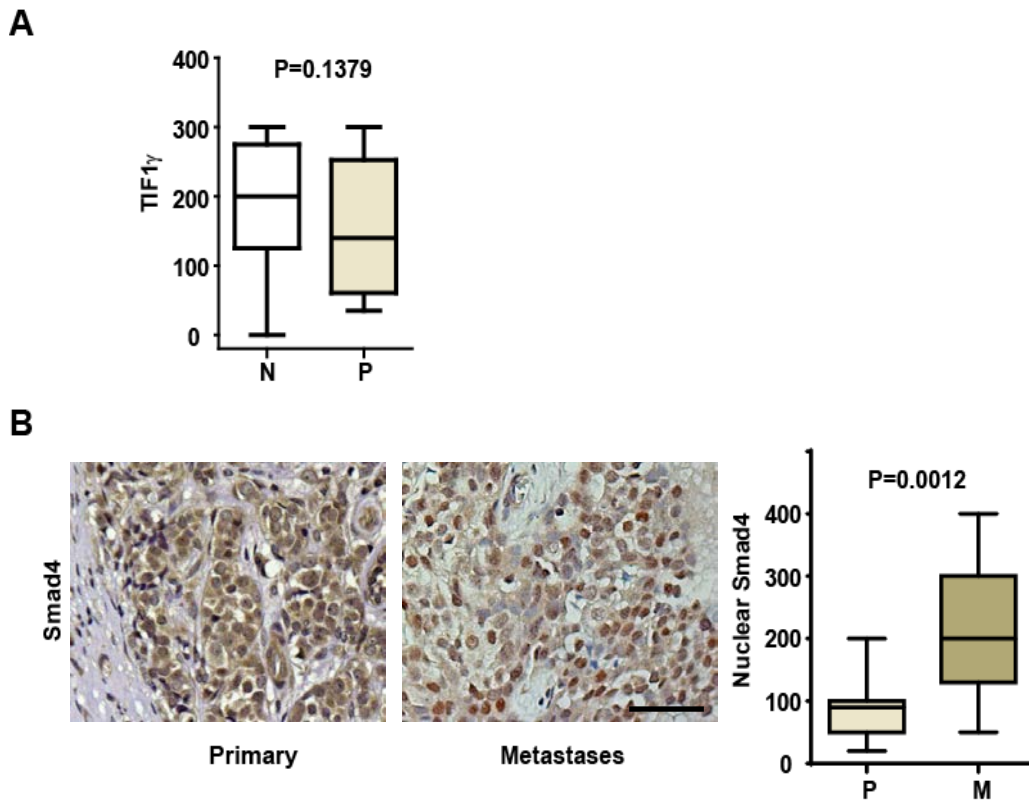 A
400
P=0.1379
300
200
100
0
TIF1γ
N
P
B
Smad4
Primary
Metastases
Nuclear Smad4
P=0.0012
400
300
200
100
0
P
M